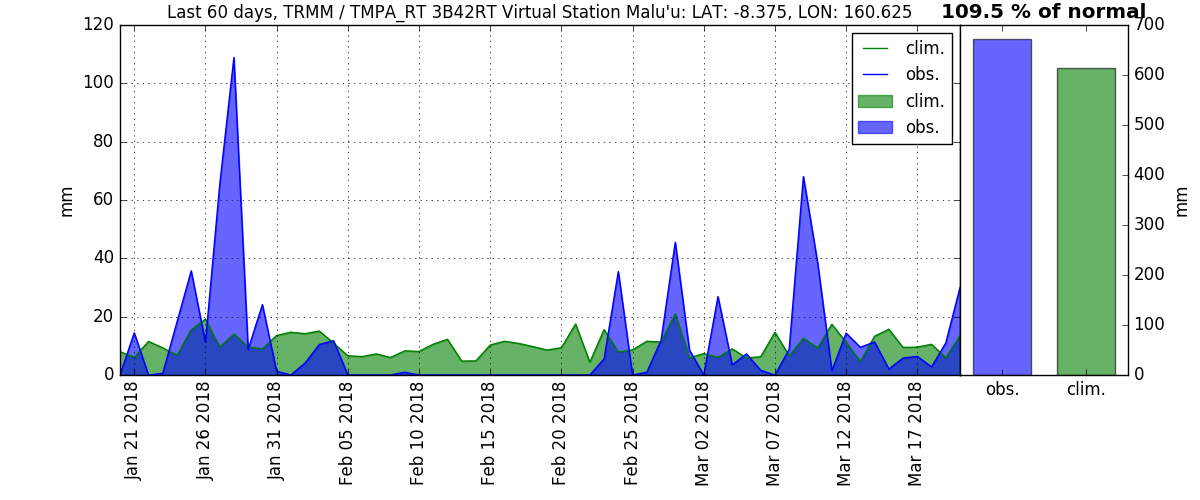 Last 60 days, TRMM / TMPA_RT 3B42RT Virtual Station Malu'u: LAT: -8.375, LON: 160.625
109.5 % of normal
120
100
80
60
40
20
0
mm
clim.
obs.
clim.
obs.
700
600
500
400
300
200
100
0
mm
obs.
clim.
Jan 21 2018
Jan 26 2018
Jan 31 2018
Feb 05 2018
Feb 10 2018
Feb 15 2018
Feb 20 2018
Feb 25 2018
Mar 02 2018
Mar 07 2018
Mar 12 2018
Mar 17 2018